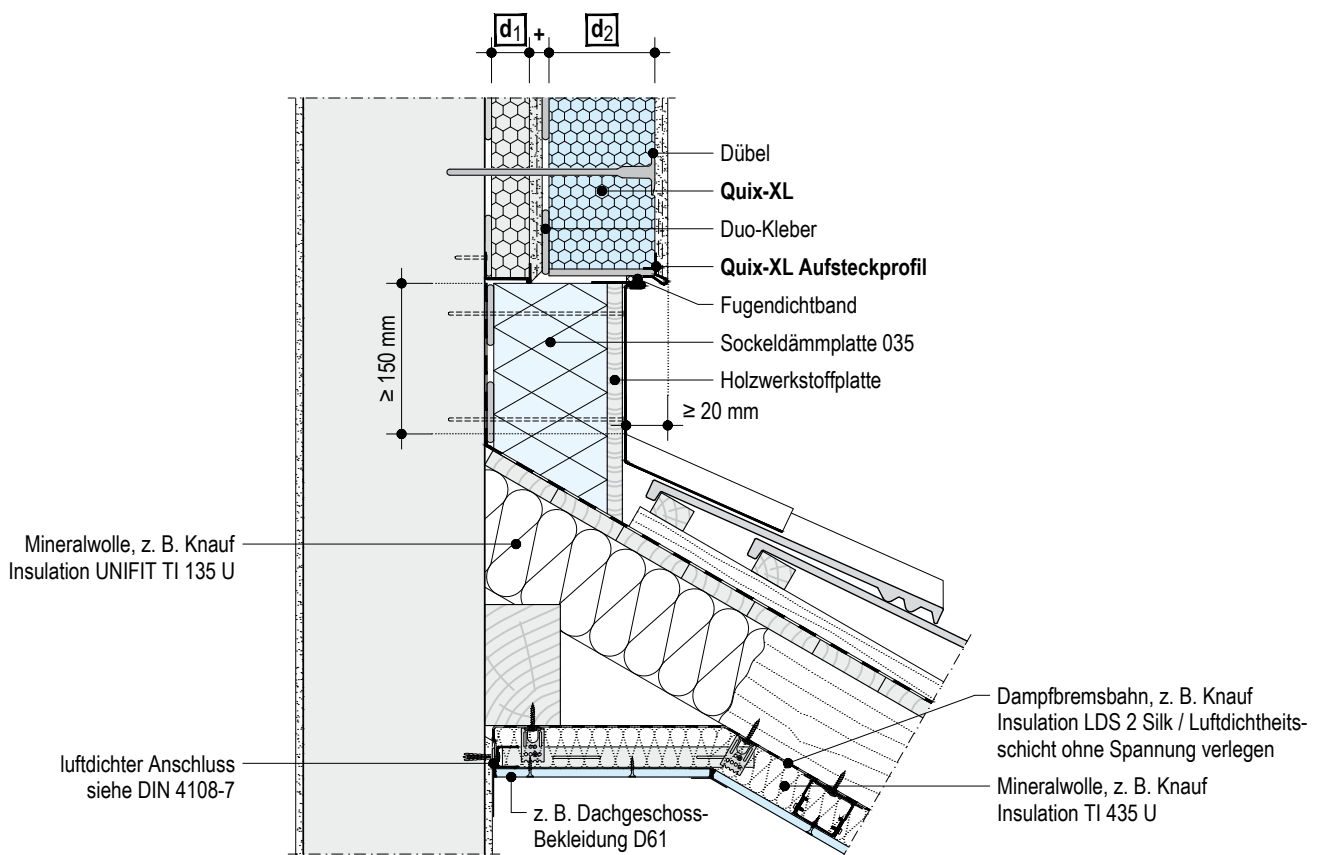 d1 + d2
Dübel
Quix-XL
Duo-Kleber
Quix-XL Aufsteckprofil
Fugendichtband
Sockeldämmplatte 035
Holzwerkstoffplatte
≥ 150 mm
≥ 20 mm
Mineralwolle, z. B. Knauf
Insulation UNIFIT TI 135 U
Dampfbremsbahn, z. B. Knauf
Insulation LDS 2 Silk / Luftdichtheits-
schicht ohne Spannung verlegen
luftdichter Anschluss
siehe DIN 4108-7
Mineralwolle, z. B. Knauf
Insulation TI 435 U
z. B. Dachgeschoss-
Bekleidung D61